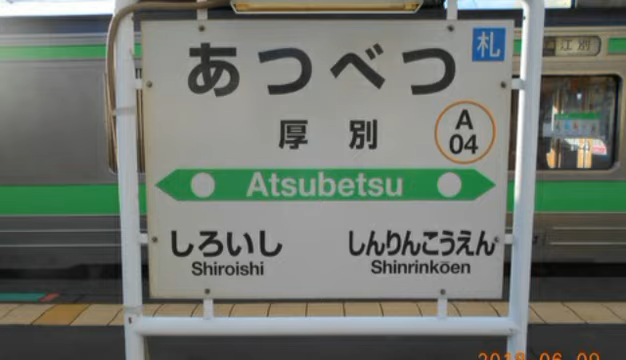 札
あつべつ
厚別
A
04
Atsubetsu
しろいし
Shiroishi
しんりんこうえん
Shinrinkōen
江別